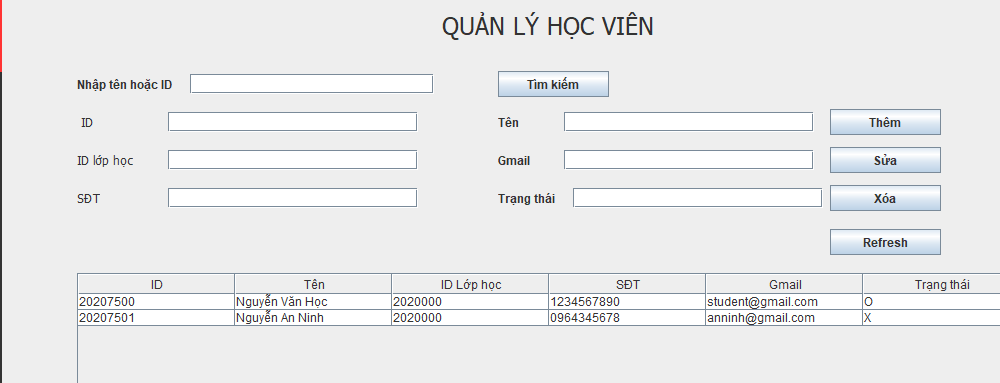 QUẢN LÝ HỌC VIÊN
Nhập tên hoặc ID Tìm kiếm
ID Tên Thêm
ID lớp học Gmail Sửa
SĐT Trạng thái Xóa
Refresh
ID Tên ID Lớp học SĐT Gmail Trạng thái
20207500 Nguyễn Văn Học 2020000 1234567890 student@gmail.com O
20207501 Nguyễn An Ninh 2020000 0964345678 anninh@gmail.com X